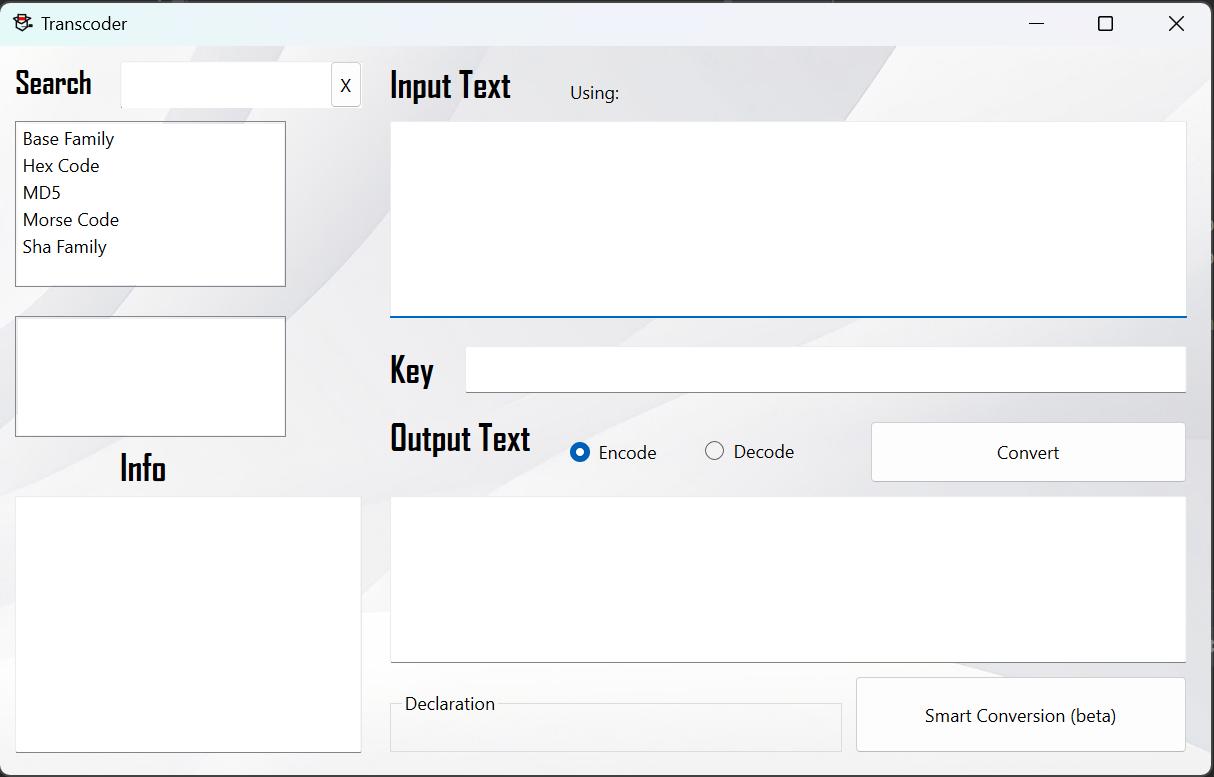 Transcoder
Search
X
Base Family
Hex Code
MD5
Morse Code
Sha Family
Info
Input Text
Using:
Key
Output Text
Encode
Decode
Convert
Declaration
Smart Conversion (beta)